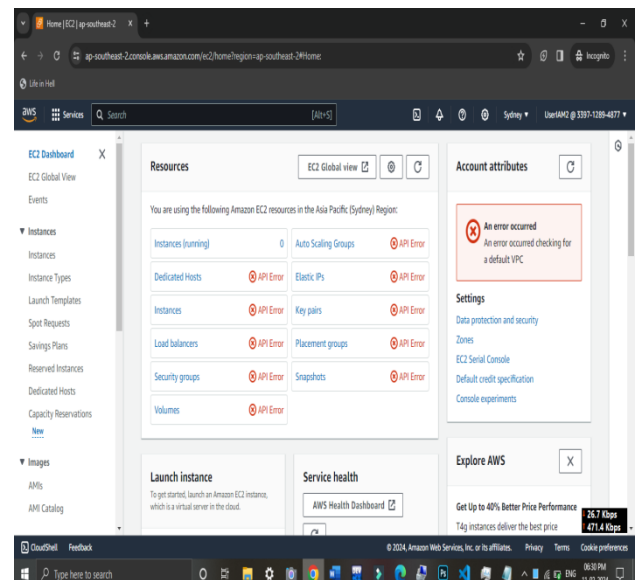 Home | EC2 | ap-southeast-2
ap-southeast-2.console.aws.amazon.com/ec2/home?region=ap-southeast-2#Home:
Incognito
Life in Hell
aws Services Search [Alt+S] Sydney UserIAM2 @ 3397-1289-4877
EC2 Dashboard
EC2 Global View
Events
Instances
Instances
Instance Types
Launch Templates
Spot Requests
Savings Plans
Reserved Instances
Dedicated Hosts
Capacity Reservations
New
Images
AMIs
AMI Catalog
Resources
EC2 Global view
You are using the following Amazon EC2 resources in the Asia Pacific (Sydney) Region:
Instances (running) 0 Auto Scaling Groups API Error
Dedicated Hosts API Error Elastic IPs API Error
Instances API Error Key pairs API Error
Load balancers API Error Placement groups API Error
Security groups API Error Snapshots API Error
Volumes API Error
Launch instance
To get started, launch an Amazon EC2 instance,
which is a virtual server in the cloud.
Service health
AWS Health Dashboard
Account attributes
An error occurred
An error occurred checking for
a default VPC
Settings
Data protection and security
Zones
EC2 Serial Console
Default credit specification
Console experiments
Explore AWS
Get Up to 40% Better Price Performance
T4g instances deliver the best price
26.7 Kbps
471.4 Kbps
CloudShell Feedback © 2024, Amazon Web Services, Inc. or its affiliates. Privacy Terms Cookie preferences
Type here to search
ENG
06:30 PM